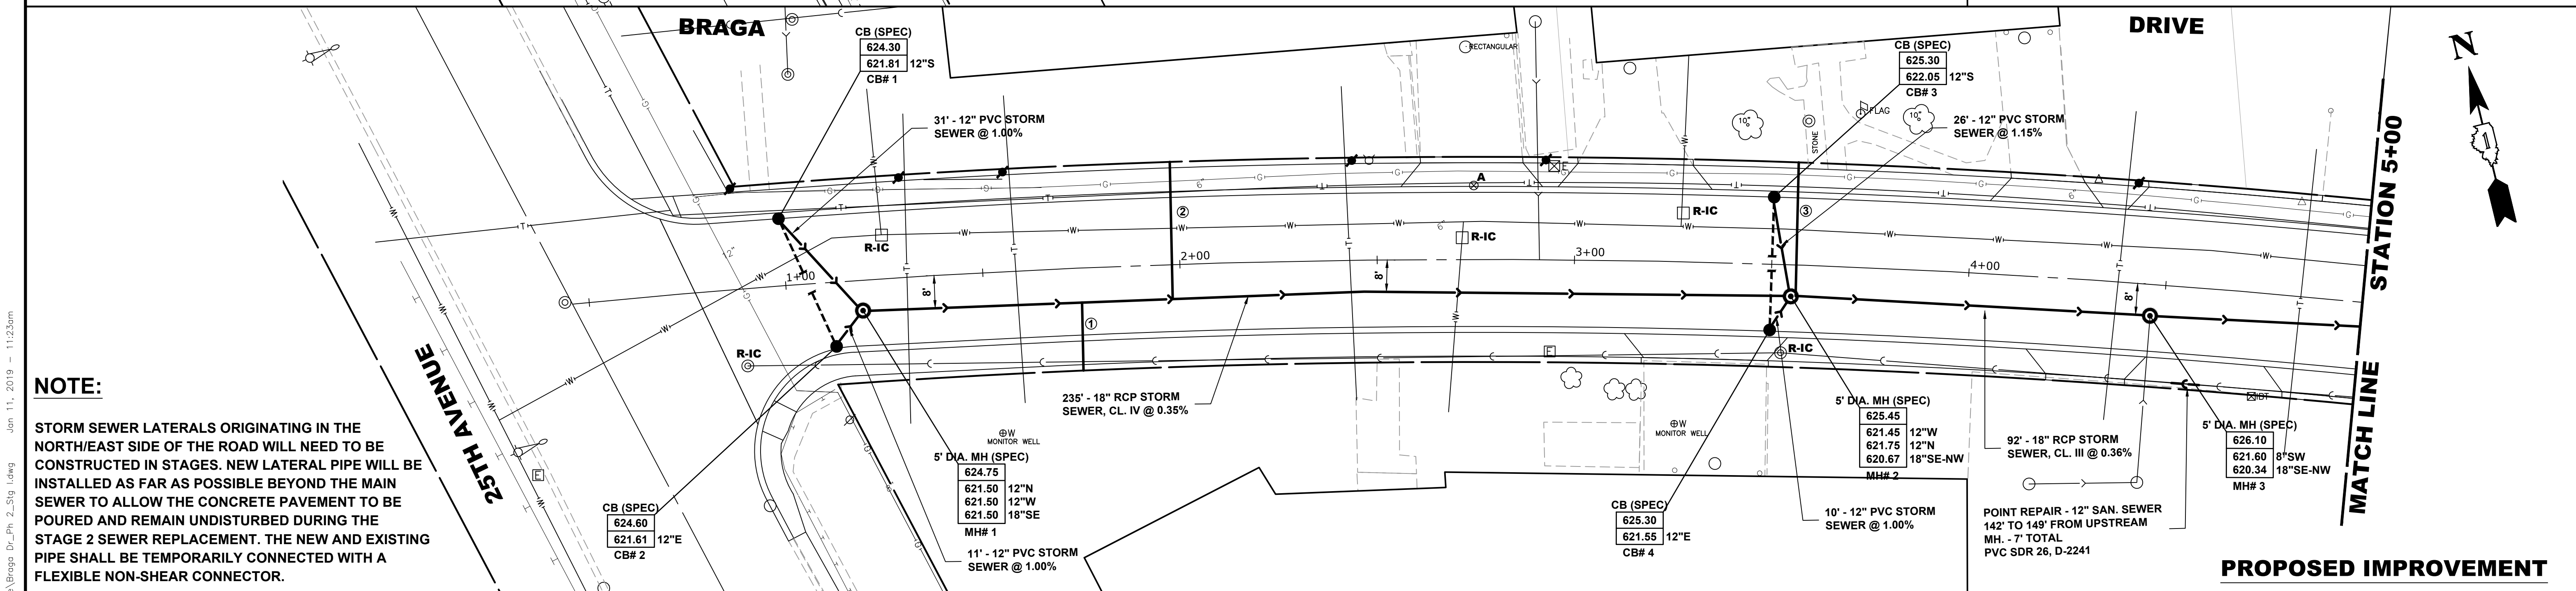 BRAGA
DRIVE
N
CB (SPEC)
624.30
621.81 12"S
CB# 1
31' - 12" PVC STORM
SEWER @ 1.00%
RECTANGULAR
CB (SPEC)
625.30
622.05 12"S
CB# 3
26' - 12" PVC STORM
SEWER @ 1.15%
10"
10"
FLAG
STONE
6"
6"
6"
12"
A
E
E
E
R-IC
R-IC
R-IC
R-IC
R-IC
1
2
3
1+00
2+00
3+00
4+00
8'
8'
8'
MATCH LINE STATION 5+00
25TH AVENUE
NOTE:
STORM SEWER LATERALS ORIGINATING IN THE
NORTH/EAST SIDE OF THE ROAD WILL NEED TO BE
CONSTRUCTED IN STAGES. NEW LATERAL PIPE WILL BE
INSTALLED AS FAR AS POSSIBLE BEYOND THE MAIN
SEWER TO ALLOW THE CONCRETE PAVEMENT TO BE
POURED AND REMAIN UNDISTURBED DURING THE
STAGE 2 SEWER REPLACEMENT. THE NEW AND EXISTING
PIPE SHALL BE TEMPORARILY CONNECTED WITH A
FLEXIBLE NON-SHEAR CONNECTOR.
CB (SPEC)
624.60
621.61 12"E
CB# 2
5' DIA. MH (SPEC)
624.75
621.50 12"N
621.50 12"W
621.50 18"SE
MH# 1
11' - 12" PVC STORM
SEWER @ 1.00%
W
MONITOR WELL
235' - 18" RCP STORM
SEWER, CL. IV @ 0.35%
W
MONITOR WELL
CB (SPEC)
625.30
621.55 12"E
CB# 4
5' DIA. MH (SPEC)
625.45
621.45 12"W
621.75 12"N
620.67 18"SE-NW
MH# 2
10' - 12" PVC STORM
SEWER @ 1.00%
92' - 18" RCP STORM
SEWER, CL. III @ 0.36%
POINT REPAIR - 12" SAN. SEWER
142' TO 149' FROM UPSTREAM
MH. - 7' TOTAL
PVC SDR 26, D-2241
BT
5' DIA. MH (SPEC)
626.10
621.60 8"SW
620.34 18"SE-NW
MH# 3
PROPOSED IMPROVEMENT
e\Braga Dr_Ph 2_Stg I.dwg Jan 11, 2019 – 11:23am